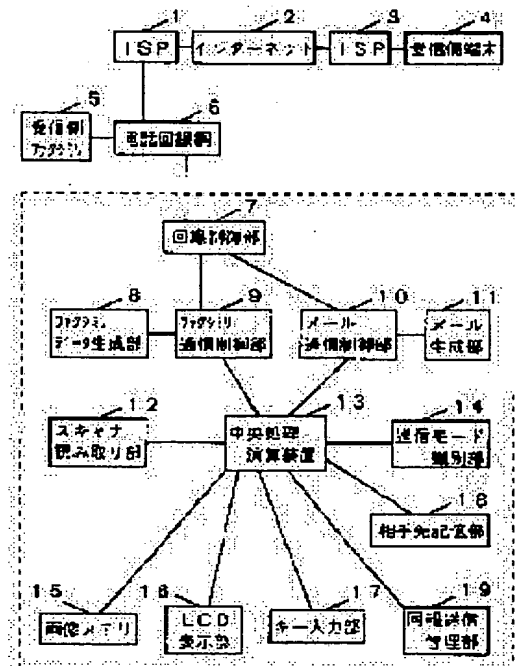 1
2
3
4
ISP
インターネット
ISP
受信側端末
5
6
受信側
ファクシミリ
電話回線網
7
回線制御部
8
9
10
11
ファクシミリ
データ生成部
ファクシミリ
通信制御部
メール
通信制御部
メール
生成部
12
13
14
スキャナ
読み取り部
中央処理
演算装置
送信モード
識別部
18
相手先記憶部
15
16
17
19
画像メモリ
LCD
表示部
キー入力部
同報送信
管理部